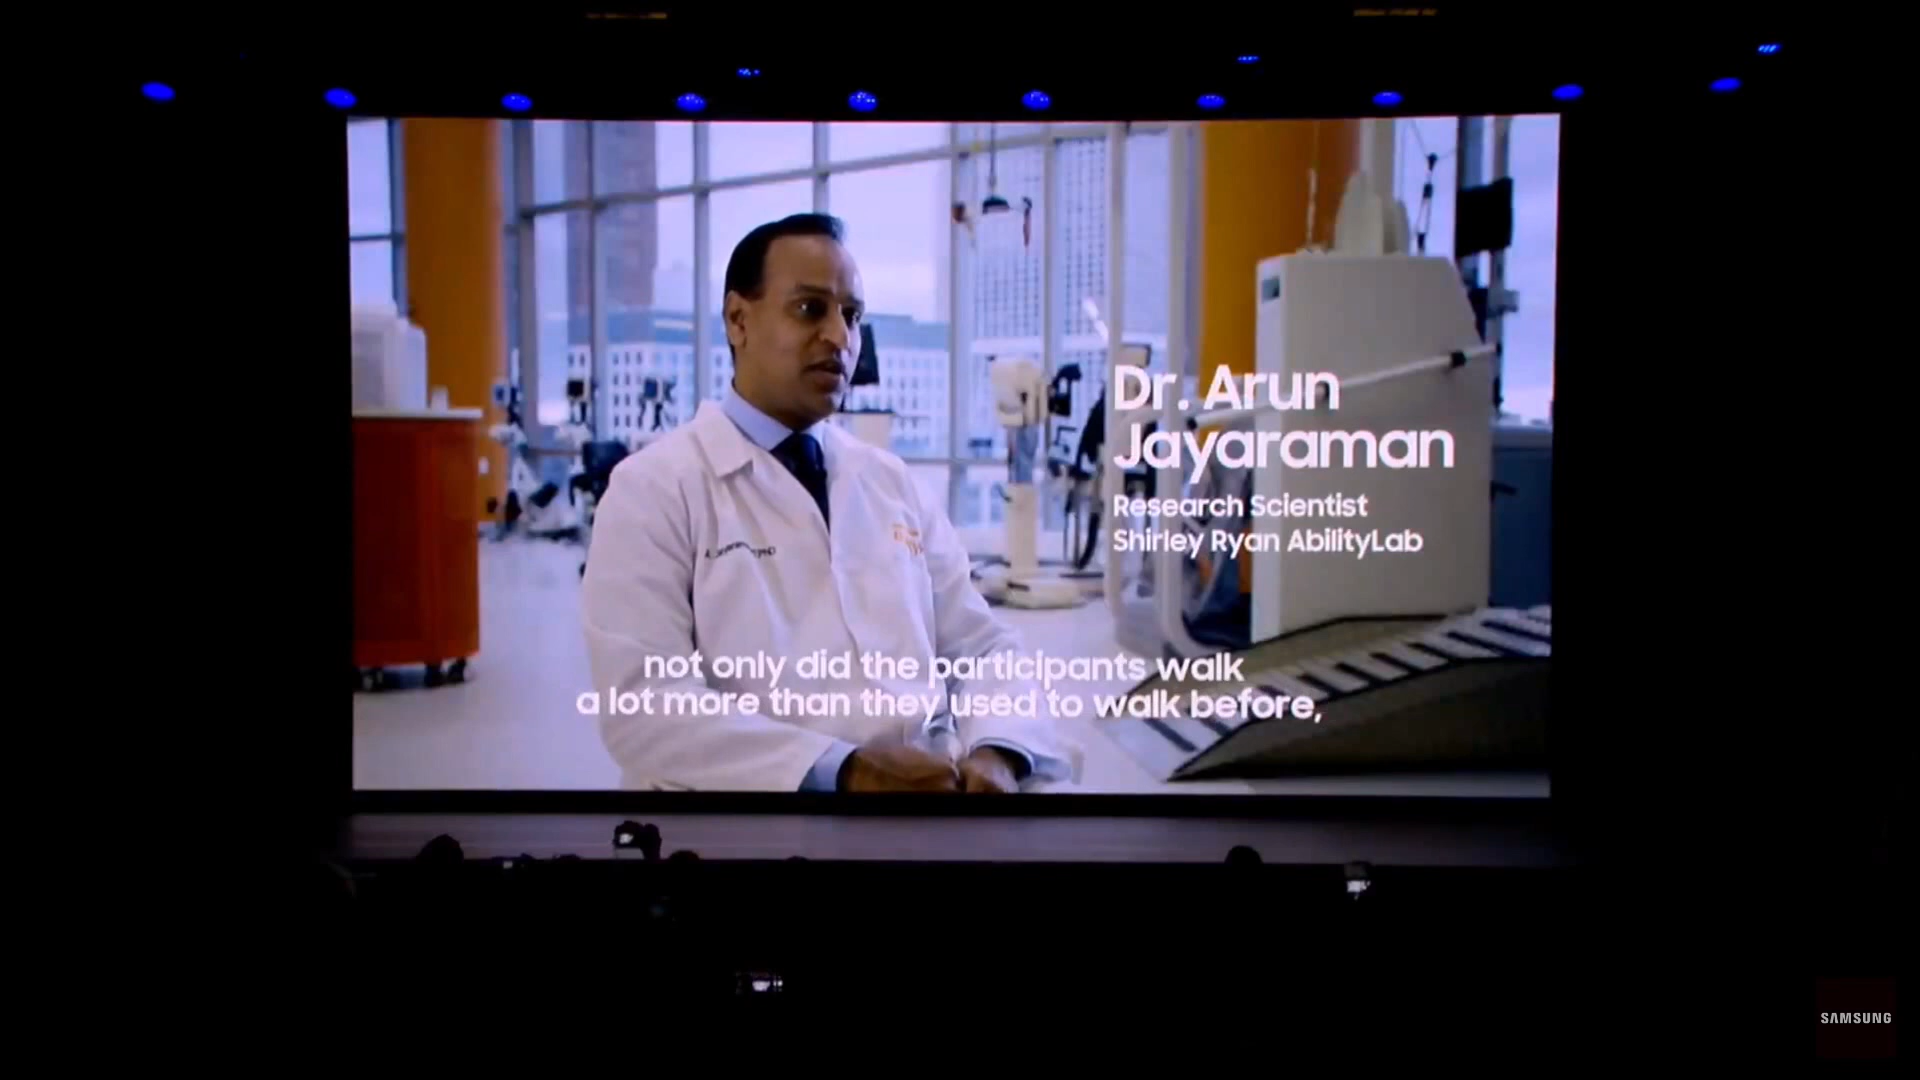 Dr. Arun
Jayaraman
Research Scientist
Shirley Ryan AbilityLab
not only did the participants walk
a lot more than they used to walk before,
SAMSUNG